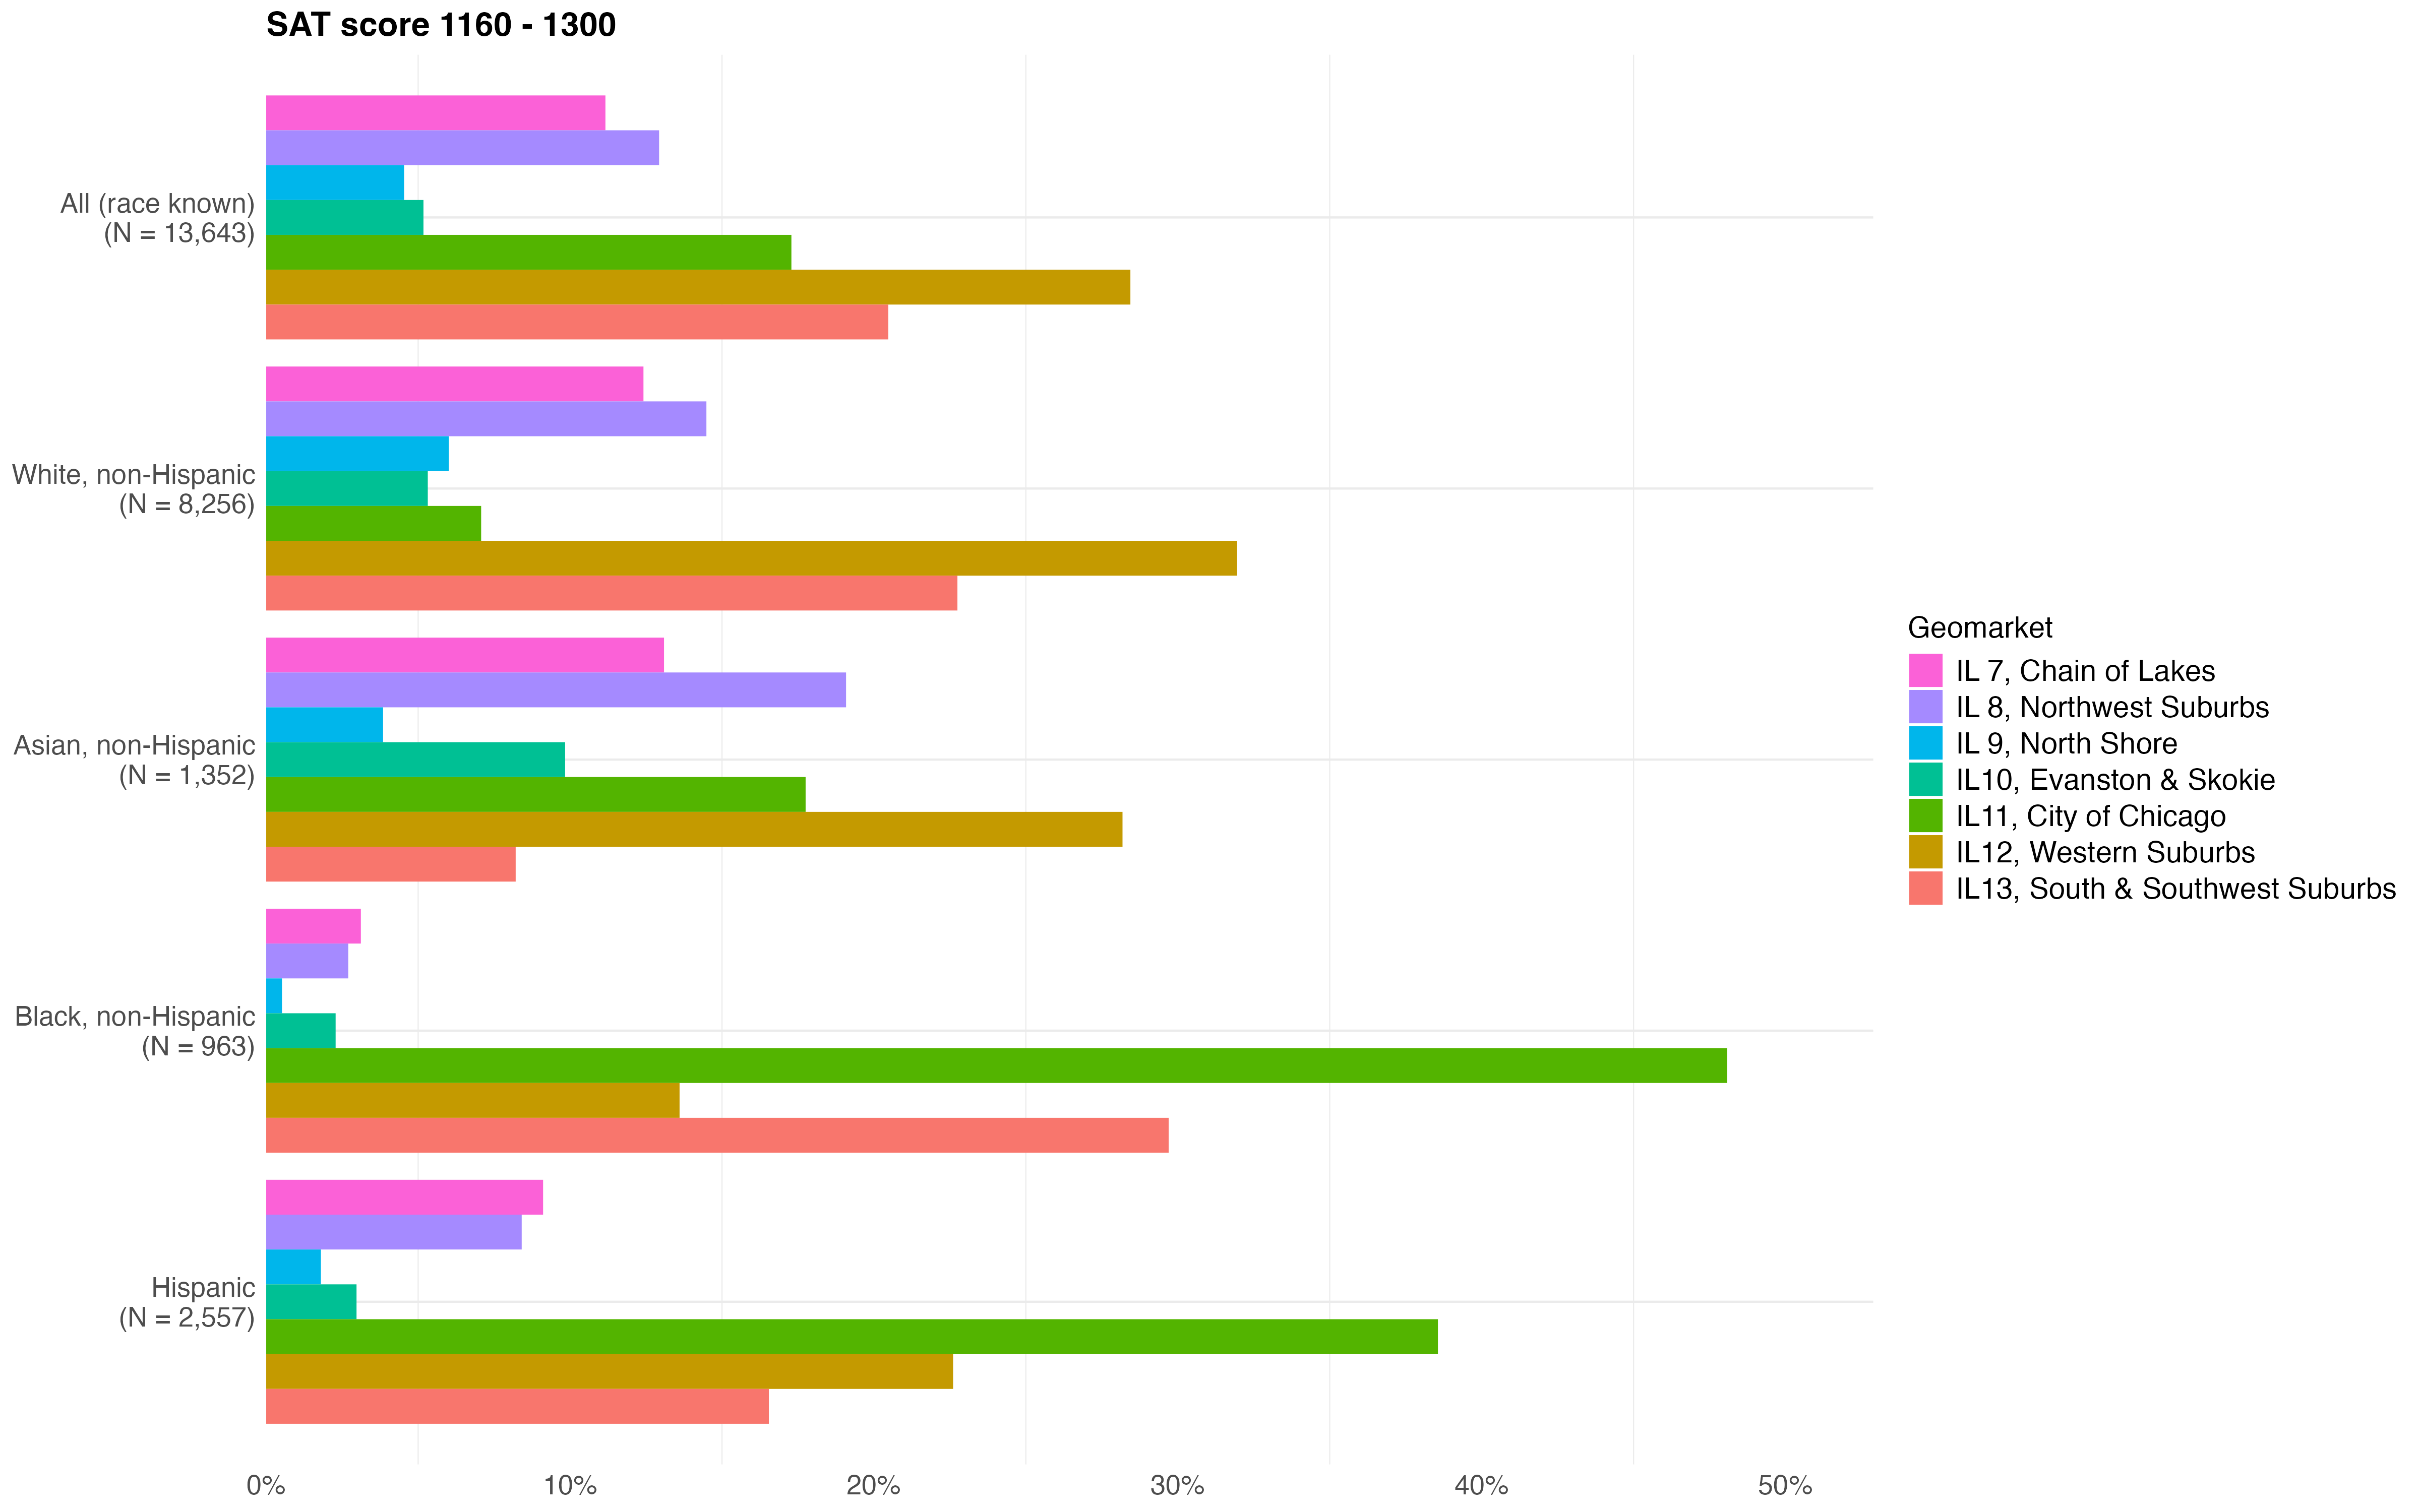 SAT score 1160 - 1300
All (race known)
(N = 13,643)
White, non-Hispanic
(N = 8,256)
Asian, non-Hispanic
(N = 1,352)
Black, non-Hispanic
(N = 963)
Hispanic
(N = 2,557)
0% 10% 20% 30% 40% 50%
Geomarket
IL 7, Chain of Lakes
IL 8, Northwest Suburbs
IL 9, North Shore
IL10, Evanston & Skokie
IL11, City of Chicago
IL12, Western Suburbs
IL13, South & Southwest Suburbs